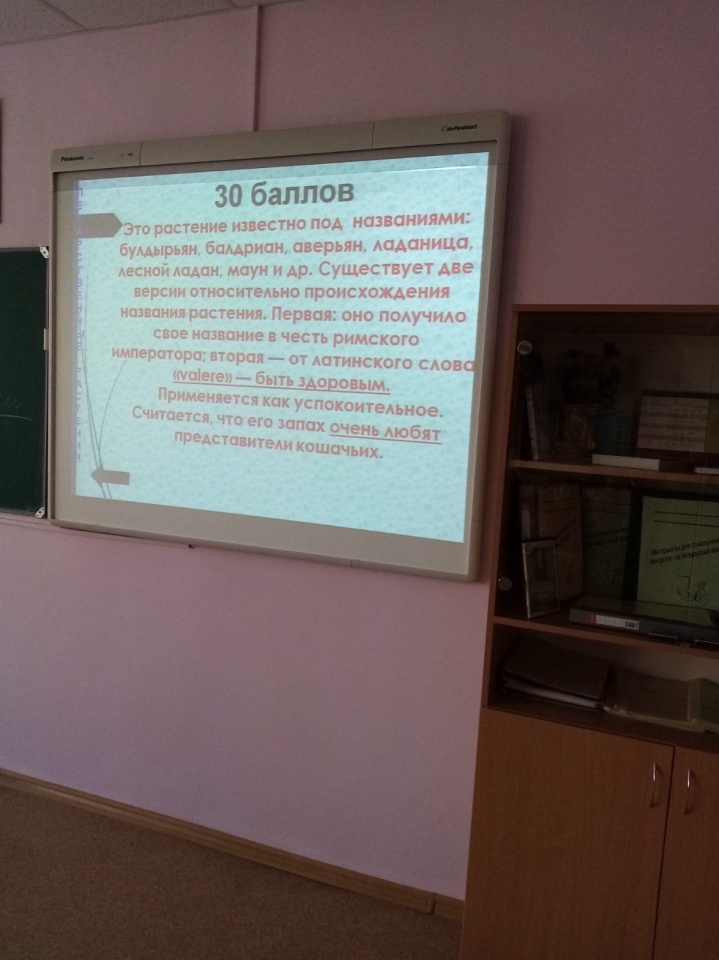 Panasonic
30 баллов
Это растение известно под названиями:
булдырьян, балдриан, аверьян, ладаница,
лесной ладан, маун и др. Существует две
версии относительно происхождения
названия растения. Первая: оно получило
свое название в честь римского
императора; вторая — от латинского слова
«valere» — быть здоровым.
Применяется как успокоительное.
Считается, что его запах очень любят
представители кошачьих.